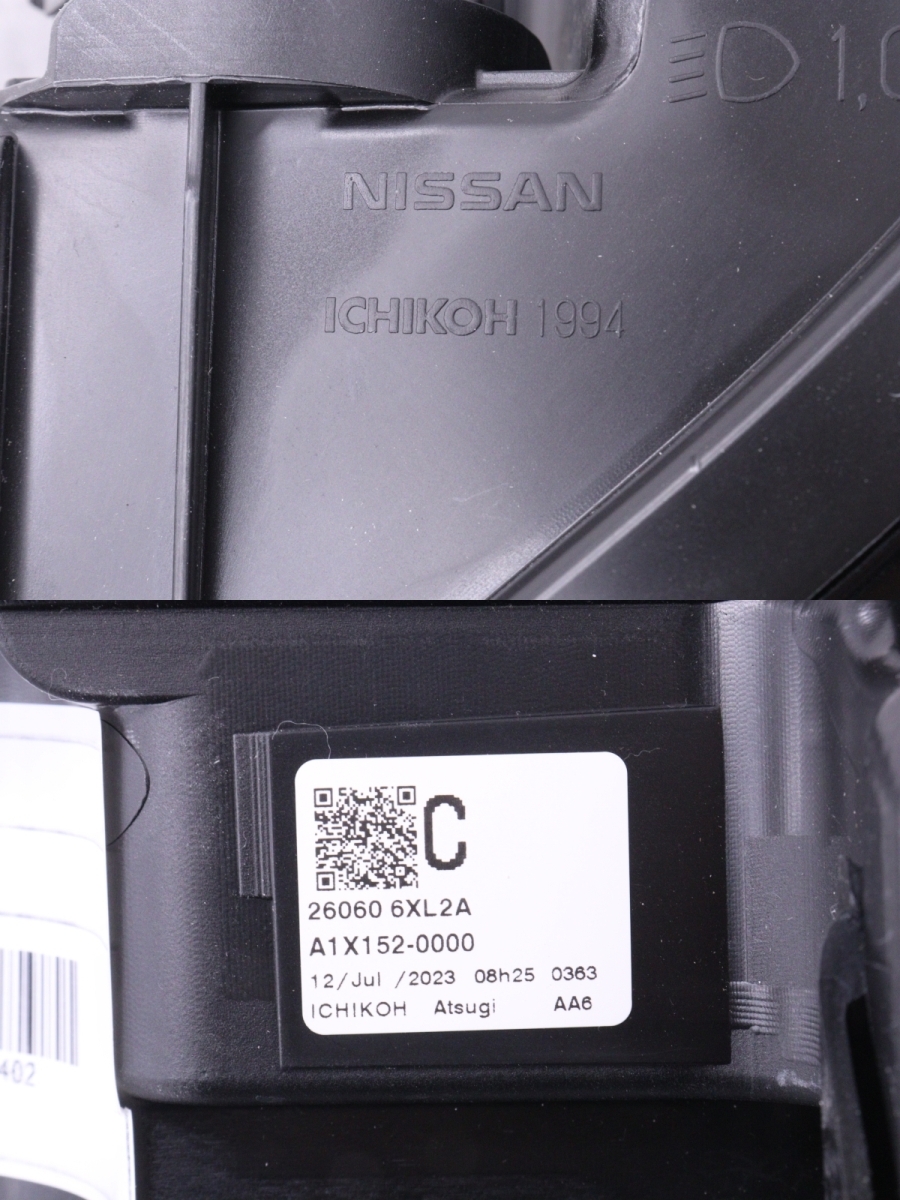 1,0
NISSAN
ICHIKOH 1994
C
26060 6XL2A
A1X152-0000
12/Jul /2023 08h25 0363
ICHIKOH Atsugi AA6
402